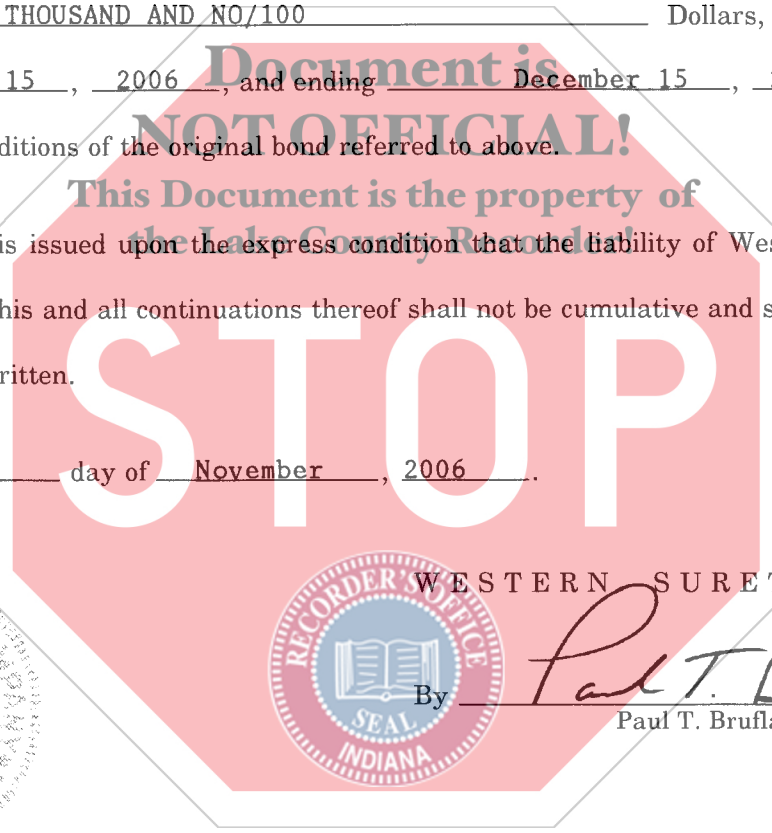 THOUSAND AND NO/100 Dollars,
Document is
15 , 2006 , and ending December 15 ,
NOT OFFICIAL!
ditions of the original bond referred to above.
This Document is the property of
the Lake County Recorder!
is issued upon the express condition that the liability of Wes
his and all continuations thereof shall not be cumulative and s
ritten.
STOP
day of November , 2006 .
WESTERN SURET
RECORDER'S OFFICE
SEAL
INDIANA
By Paul T.
Paul T. Brufla